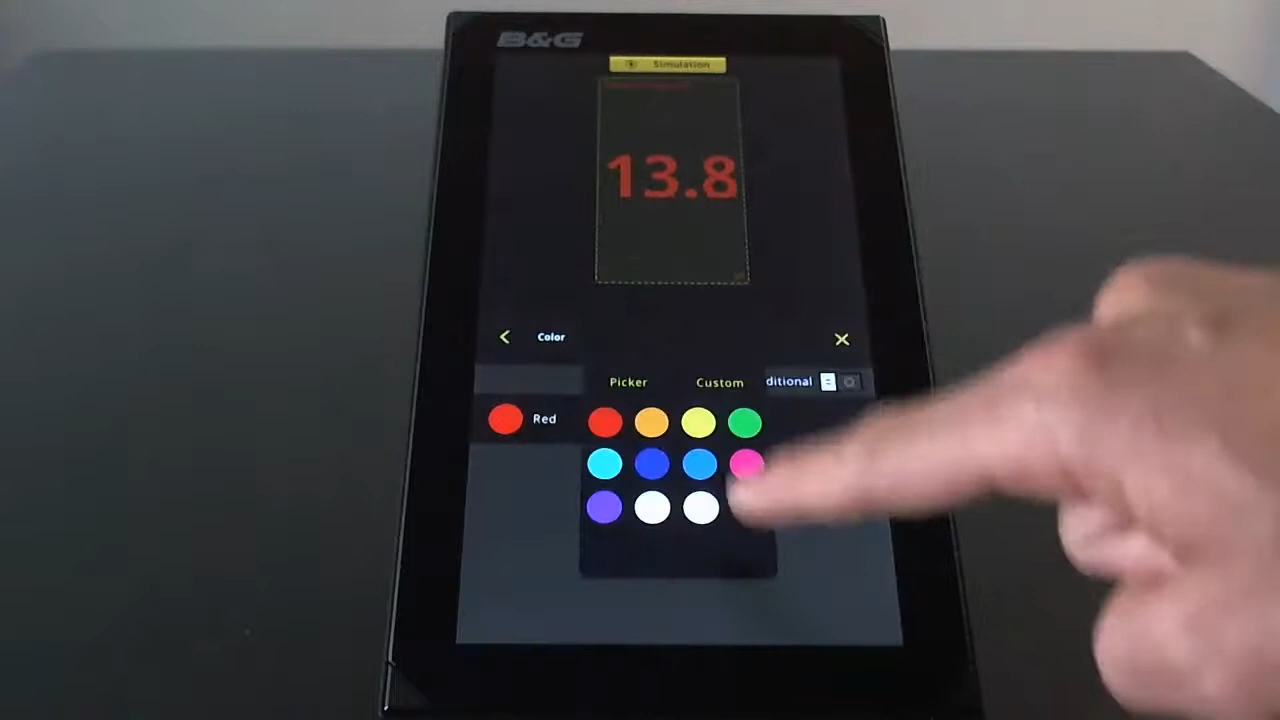 B&G
Simulation
13.8
Color
Picker
Custom
ditional
Red